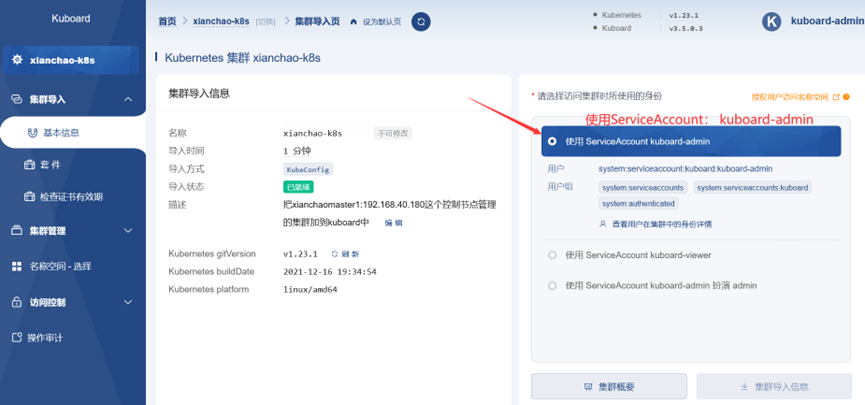 Kuboard
首页 > xianchao-k8s [切换] > 集群导入页 设为默认页
Kubernetes : v1.23.1
Kuboard : v3.5.0.3
K kuboard-admin
xianchao-k8s
集群导入
基本信息
套件
检查证书有效期
集群管理
名称空间 - 选择
访问控制
操作审计
Kubernetes 集群 xianchao-k8s
集群导入信息
名称 xianchao-k8s 不可修改
导入时间 1 分钟
导入方式 KubeConfig
导入状态 已就绪
描述 把xianchaomaster1:192.168.40.180这个控制节点管理
的集群加到kuboard中 编辑
Kubernetes gitVersion v1.23.1 刷新
Kubernetes buildDate 2021-12-16 19:34:54
Kubernetes platform linux/amd64
* 请选择访问集群时所使用的身份 授权用户访问名称空间
使用ServiceAccount： kuboard-admin
使用 ServiceAccount kuboard-admin
用户 system:serviceaccount:kuboard:kuboard-admin
用户组 system:serviceaccounts system:serviceaccounts:kuboard
system:authenticated
查看用户在集群中的身份详情
使用 ServiceAccount kuboard-viewer
使用 ServiceAccount kuboard-admin 扮演 admin
集群概要 集群导入信息